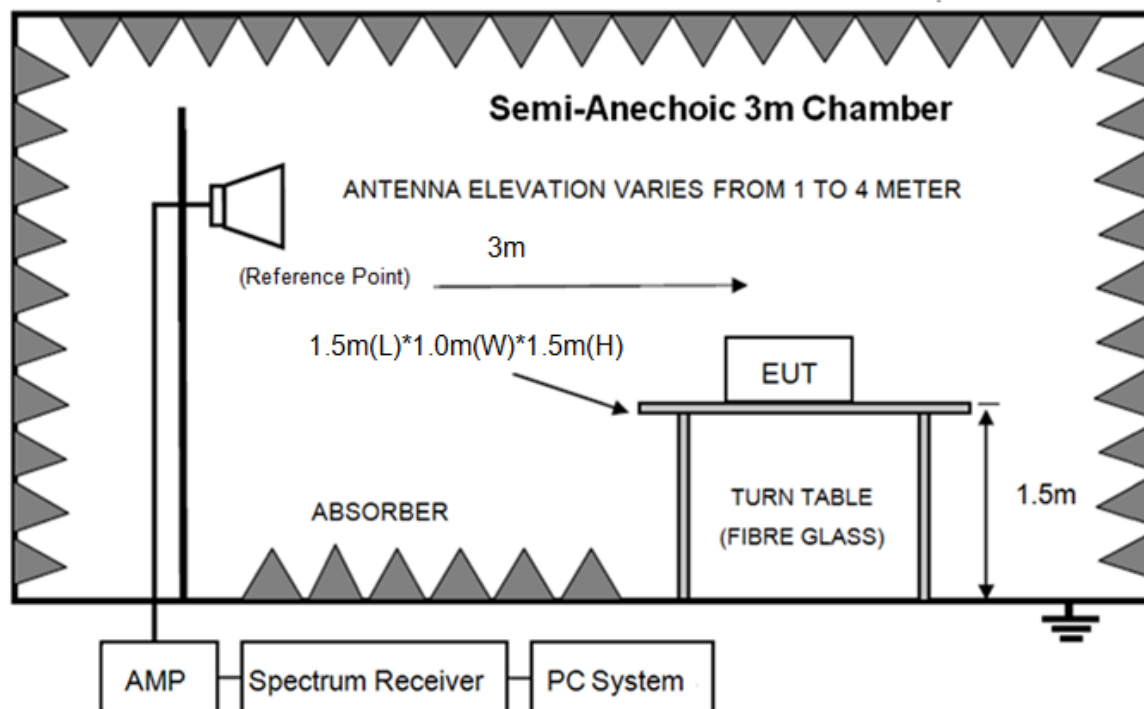 Semi-Anechoic 3m Chamber
ANTENNA ELEVATION VARIES FROM 1 TO 4 METER
3m
(Reference Point)
1.5m(L)*1.0m(W)*1.5m(H)
EUT
ABSORBER
TURN TABLE
(FIBRE GLASS)
1.5m
AMP
Spectrum Receiver
PC System